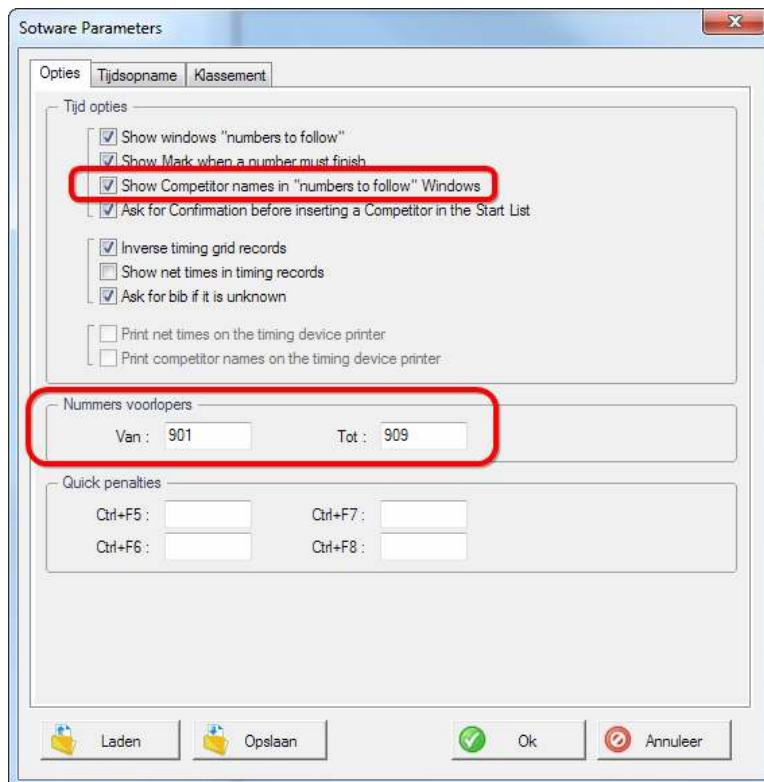 Sotware Parameters
Opties Tijdsopname Klassement
Tijd opties
Show windows "numbers to follow"
Show Mark when a number must finish
Show Competitor names in "numbers to follow" Windows
Ask for Confirmation before inserting a Competitor in the Start List
Inverse timing grid records
Show net times in timing records
Ask for bib if it is unknown
Print net times on the timing device printer
Print competitor names on the timing device printer
Nummers voorlopers
Van : 901 Tot : 909
Quick penalties
Ctrl+F5 : Ctrl+F7 :
Ctrl+F6 : Ctrl+F8 :
Laden Opslaan Ok Annuleer